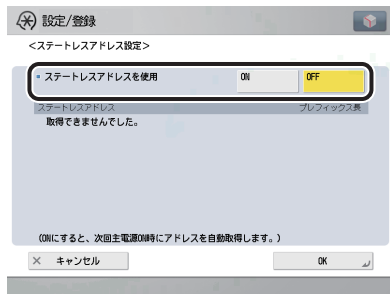 設定/登録
<ステートレスアドレス設定>
ステートレスアドレスを使用 ON OFF
ステートレスアドレス プレフィックス長
取得できませんでした。
(ONにすると、次回主電源ON時にアドレスを自動取得します。)
× キャンセル OK